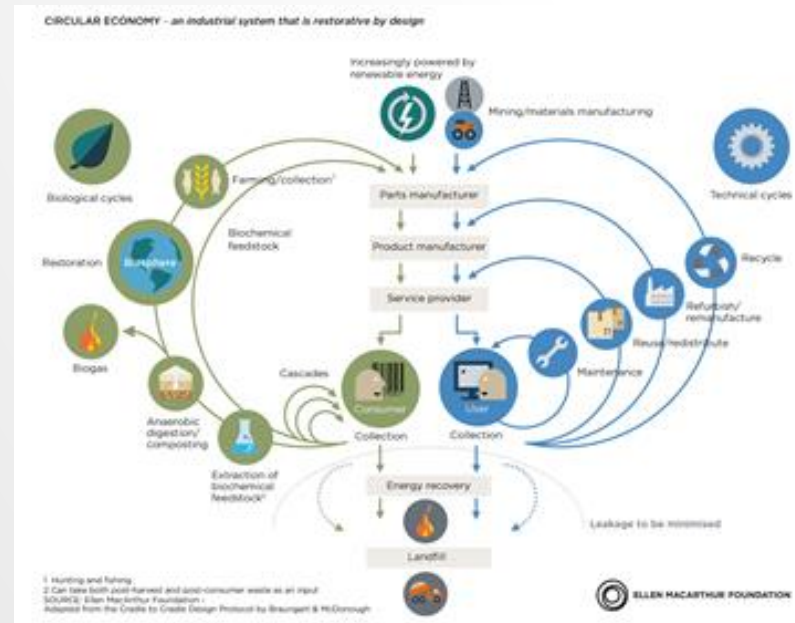 CIRCULAR ECONOMY - an industrial system that is restorative by design
Increasingly powered by
renewable energy
Mining/materials manufacturing
Biological cycles
Technical cycles
Farming/collection¹
Parts manufacturer
Biochemical
feedstock
Product manufacturer
Restoration
Biosphere
Recycle
Service provider
Refurbish/
remanufacture
Reuse/redistribute
Biogas
Cascades
Maintenance
Consumer
User
Anaerobic
digestion/
composting
Collection
Collection
Extraction of
biochemical
feedstock²
Energy recovery
Leakage to be minimised
Landfill
1 Hunting and fishing
2 Can take both post-harvest and post-consumer waste as an input
SOURCE: Ellen MacArthur Foundation -
Adapted from the Cradle to Cradle Design Protocol by Braungart & McDonough
ELLEN MACARTHUR FOUNDATION